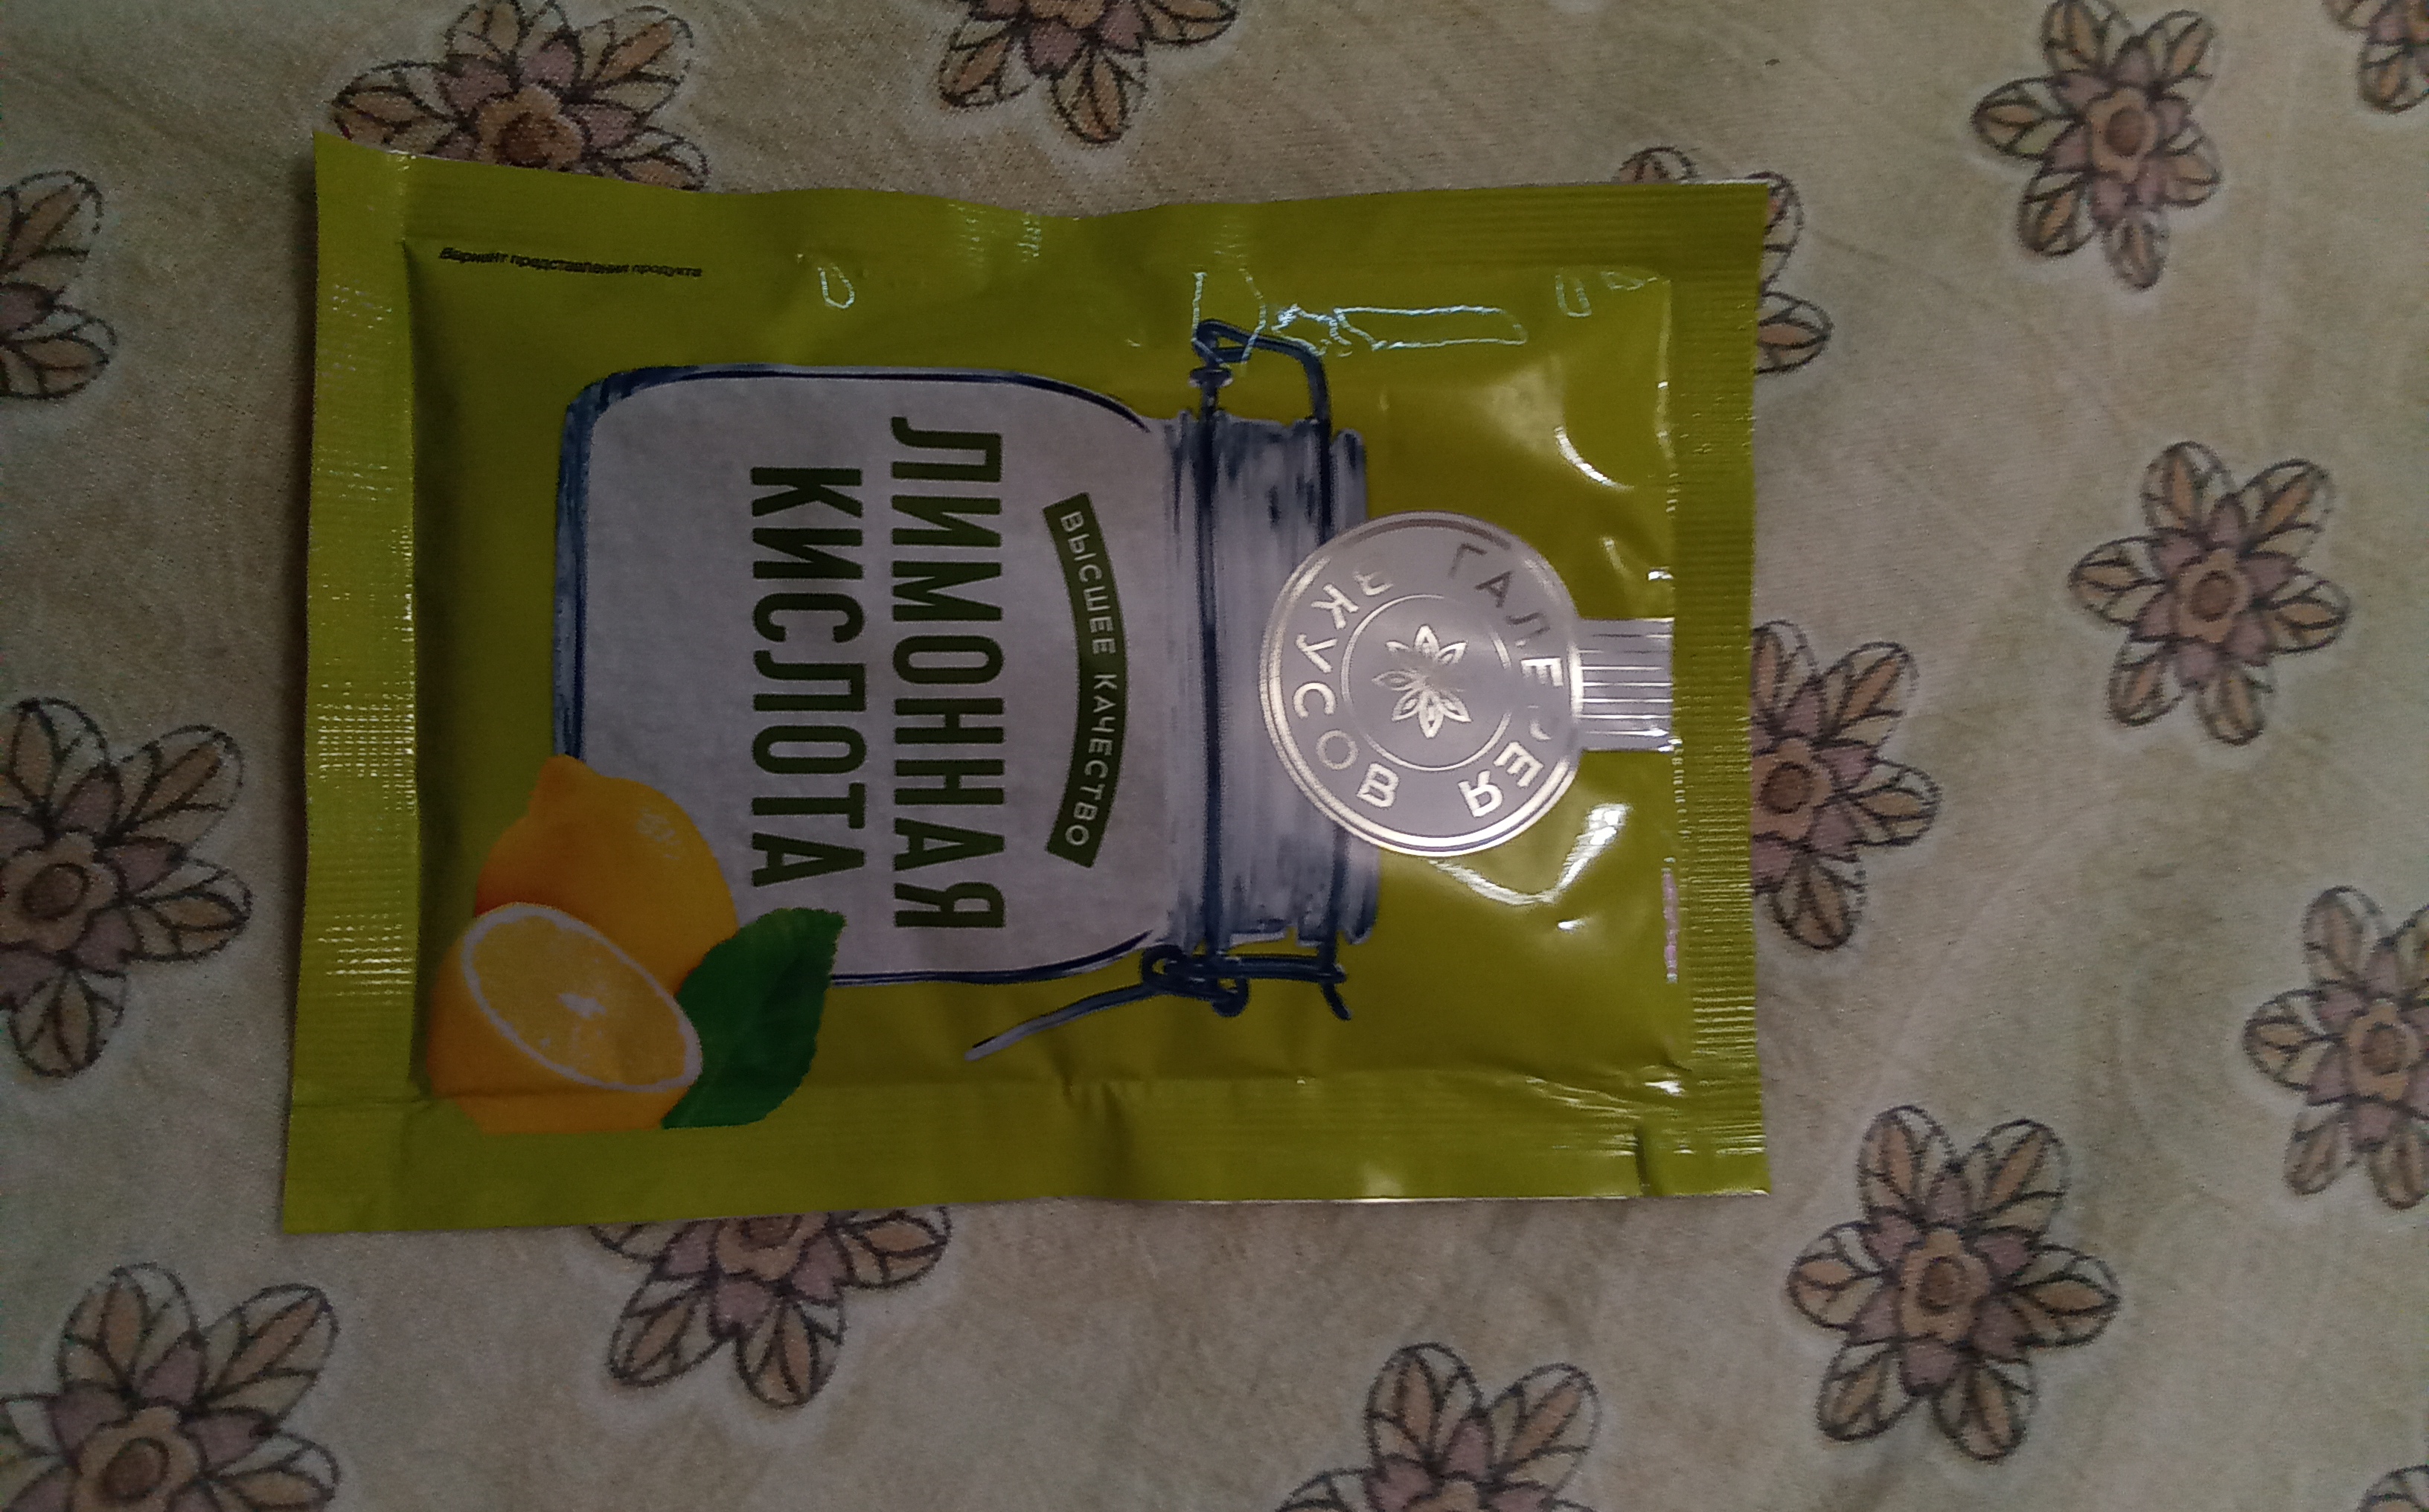 ГАЛЕРЕЯ
ВКУСОВ
ВЫСШЕЕ КАЧЕСТВО
ЛИМОННАЯ
КИСЛОТА
Вариант представления продукта